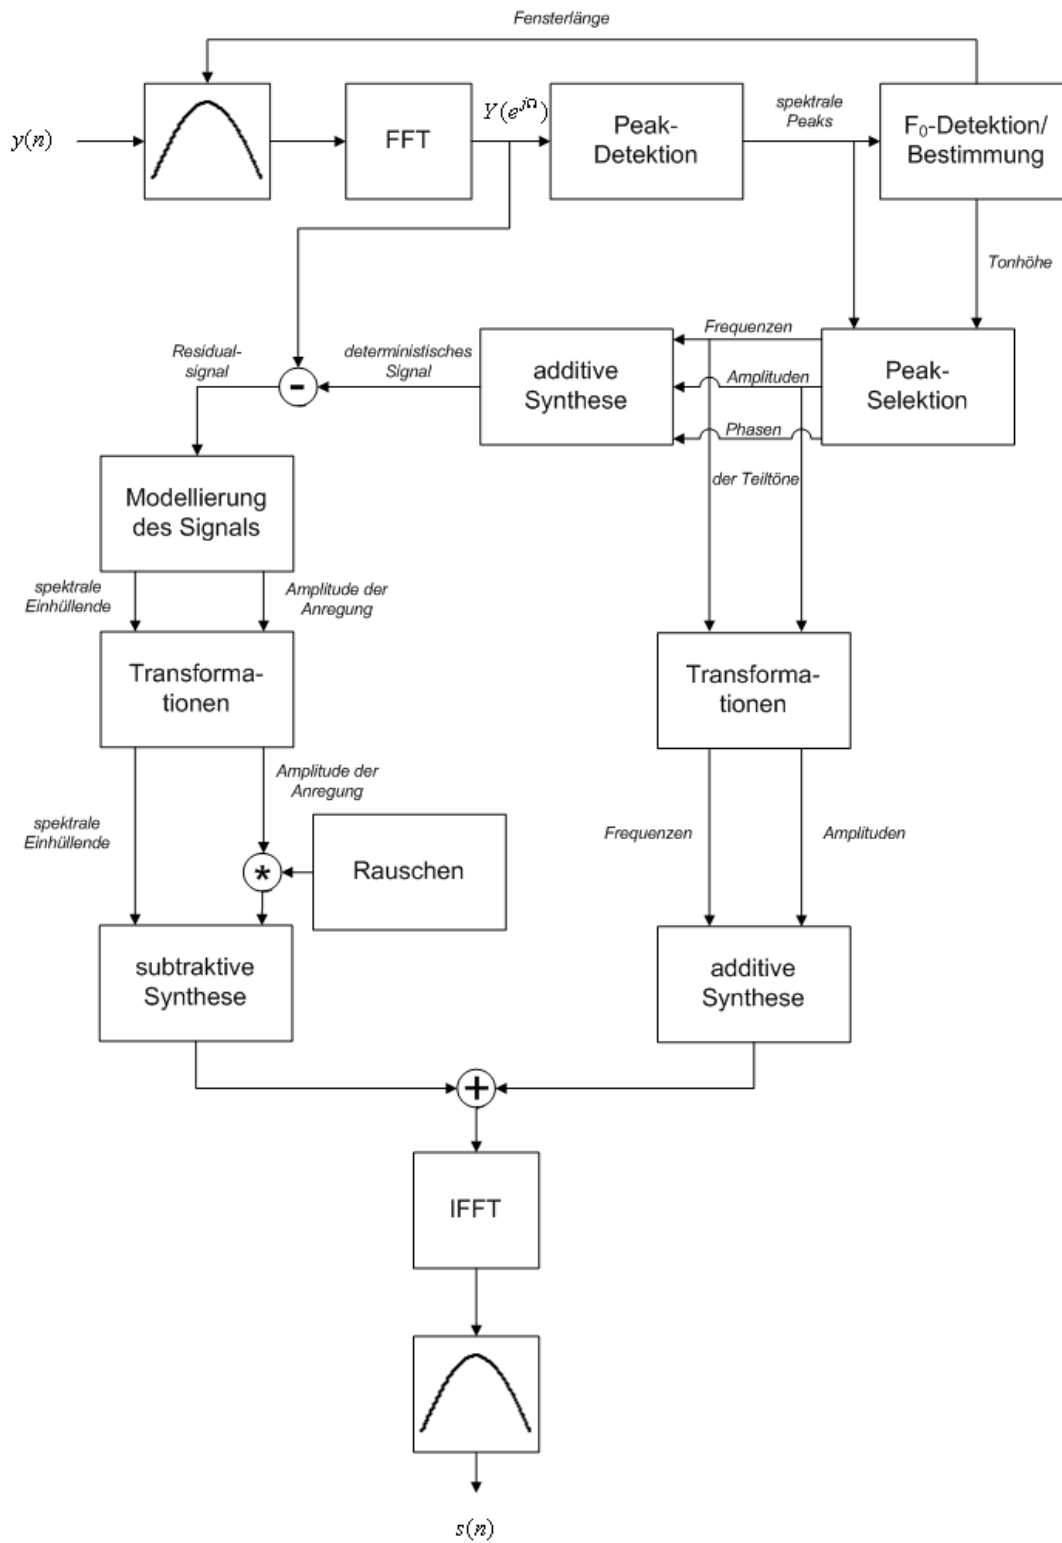 Fensterlänge
y(n)
FFT
Y(e^{jΩ})
Peak-
Detektion
spektrale
Peaks
F₀-Detektion/
Bestimmung
Tonhöhe
Residual-
signal
-
deterministisches
Signal
additive
Synthese
Frequenzen
Amplituden
Phasen
der Teiltöne
Peak-
Selektion
Modellierung
des Signals
spektrale
Einhüllende
Amplitude der
Anregung
Transforma-
tionen
Transforma-
tionen
Amplitude der
Anregung
spektrale
Einhüllende
*
Rauschen
Frequenzen
Amplituden
subtraktive
Synthese
additive
Synthese
+
IFFT
s(n)